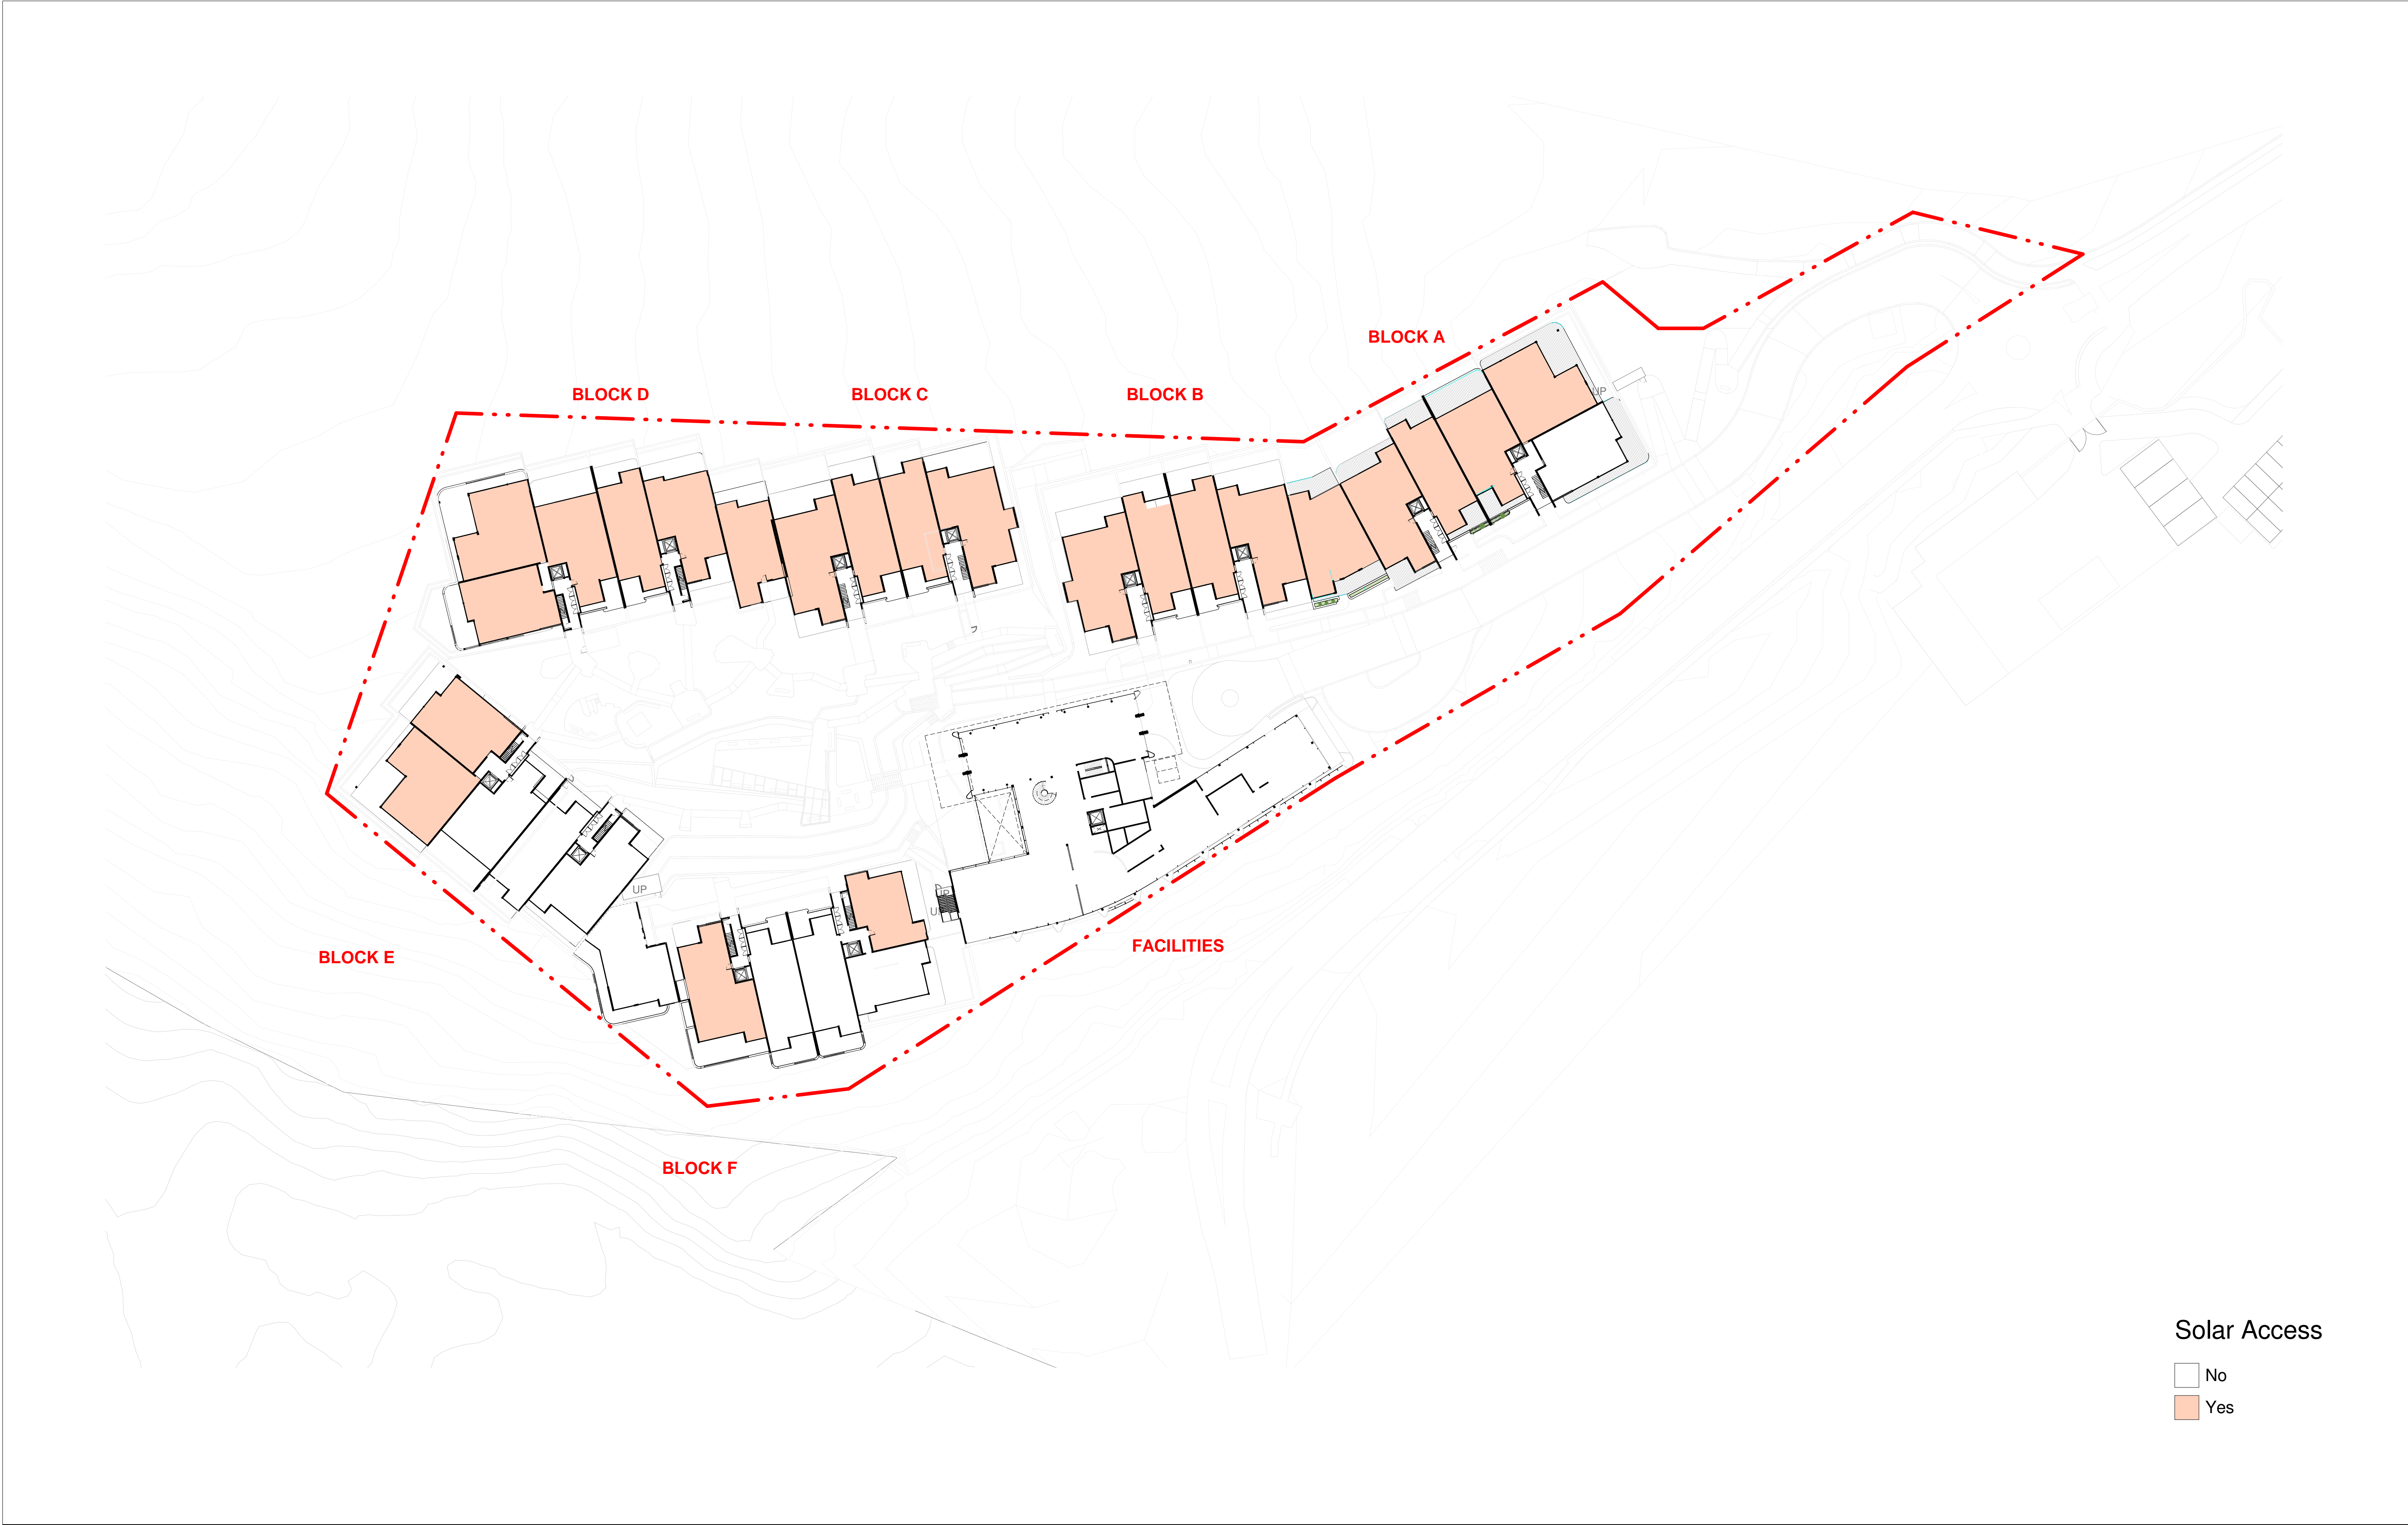 BLOCK A
BLOCK D
BLOCK C
BLOCK B
UP
UP
UP
BLOCK E
FACILITIES
BLOCK F
Solar Access
No
Yes